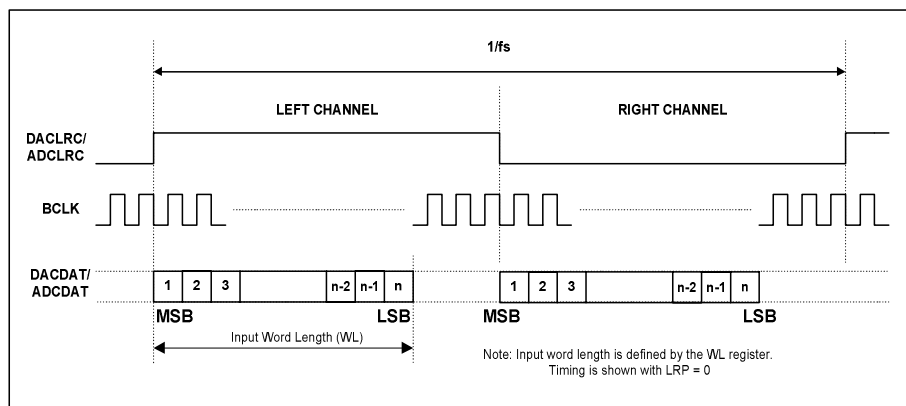 1/fs
LEFT CHANNEL
RIGHT CHANNEL
DACLRC/
ADCLRC
BCLK
DACDAT/
ADCDAT
1 2 3 n-2 n-1 n 1 2 3 n-2 n-1 n
MSB LSB MSB LSB
Input Word Length (WL)
Note: Input word length is defined by the WL register.
Timing is shown with LRP = 0